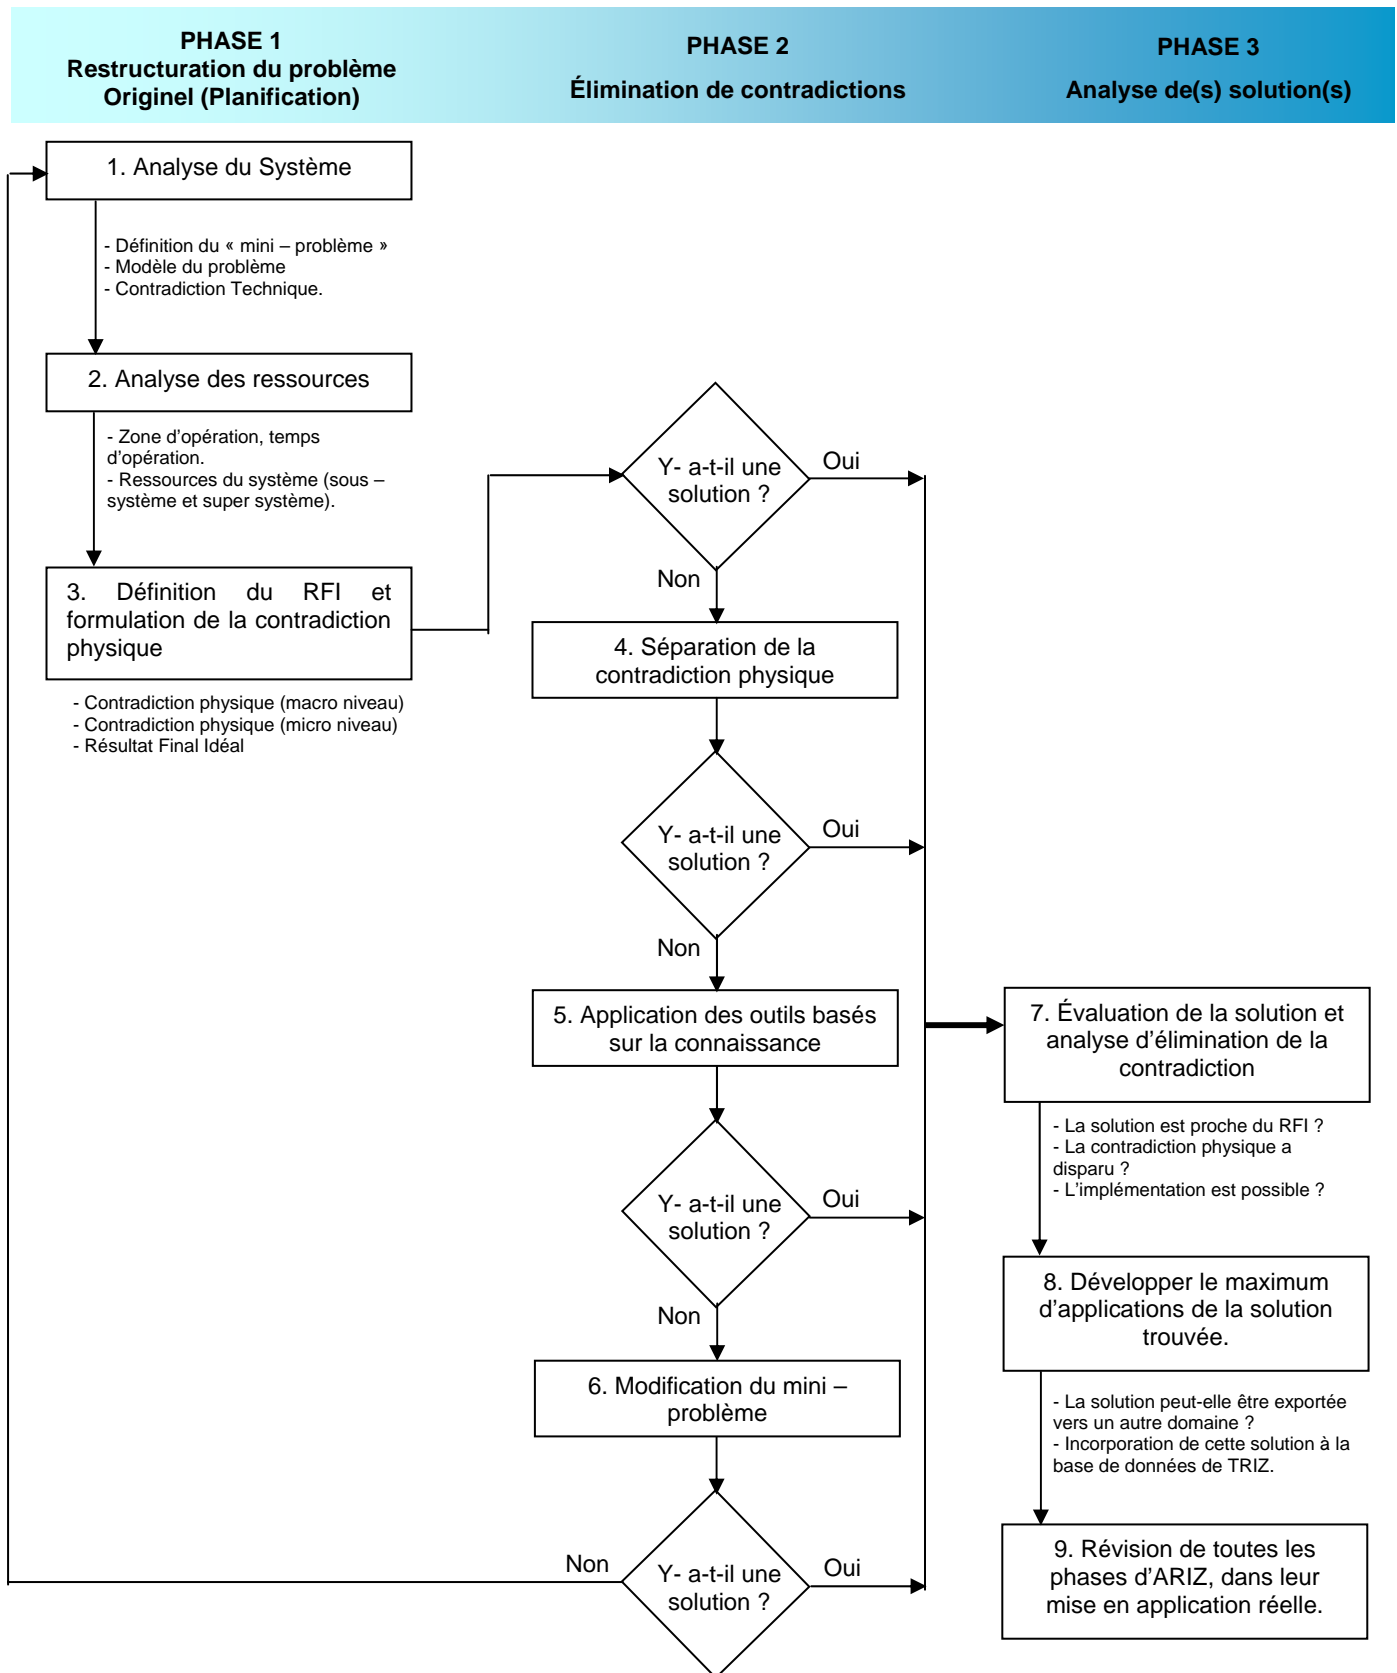 PHASE 1
Restructuration du problème
Originel (Planification)
PHASE 2
Élimination de contradictions
PHASE 3
Analyse de(s) solution(s)
1. Analyse du Système
- Définition du « mini – problème »
- Modèle du problème
- Contradiction Technique.
2. Analyse des ressources
- Zone d’opération, temps
d’opération.
- Ressources du système (sous –
système et super système).
3. Définition du RFI et
formulation de la contradiction
physique
- Contradiction physique (macro niveau)
- Contradiction physique (micro niveau)
- Résultat Final Idéal
Y- a-t-il une
solution ?
Oui
Non
4. Séparation de la
contradiction physique
Y- a-t-il une
solution ?
Oui
Non
5. Application des outils basés
sur la connaissance
Y- a-t-il une
solution ?
Oui
Non
6. Modification du mini –
problème
Y- a-t-il une
solution ?
Non
Oui
7. Évaluation de la solution et
analyse d’élimination de la
contradiction
- La solution est proche du RFI ?
- La contradiction physique a
disparu ?
- L’implémentation est possible ?
8. Développer le maximum
d’applications de la solution
trouvée.
- La solution peut-elle être exportée
vers un autre domaine ?
- Incorporation de cette solution à la
base de données de TRIZ.
9. Révision de toutes les
phases d’ARIZ, dans leur
mise en application réelle.